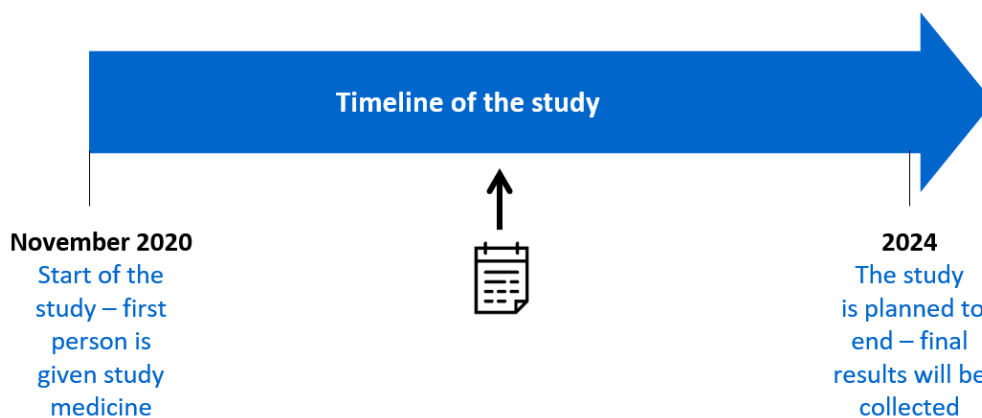 Timeline of the study
November 2020
Start of the
study – first
person is
given study
medicine
2024
The study
is planned to
end – final
results will be
collected